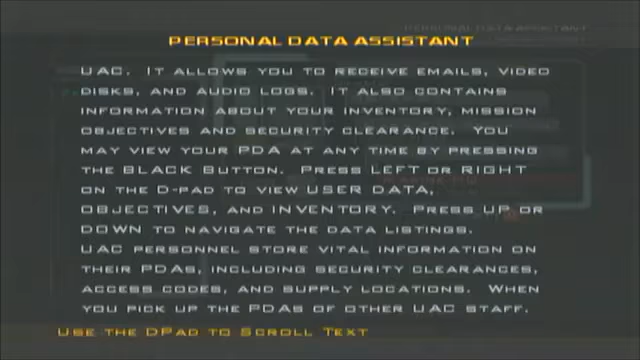 PERSONAL DATA ASSISTANT
PERSONAL DATA ASSISTANT
UAC. IT ALLOWS YOU TO RECEIVE EMAILS, VIDEO
DISKS, AND AUDIO LOGS. IT ALSO CONTAINS
INFORMATION ABOUT YOUR INVENTORY, MISSION
OBJECTIVES AND SECURITY CLEARANCE. YOU
MAY VIEW YOUR PDA AT ANY TIME BY PRESSING
THE BLACK BUTTON. PRESS LEFT OR RIGHT
ON THE D-PAD TO VIEW USER DATA,
OBJECTIVES, AND INVENTORY. PRESS UP OR
DOWN TO NAVIGATE THE DATA LISTINGS.
UAC PERSONNEL STORE VITAL INFORMATION ON
THEIR PDAS, INCLUDING SECURITY CLEARANCES,
ACCESS CODES, AND SUPPLY LOCATIONS. WHEN
YOU PICK UP THE PDAS OF OTHER UAC STAFF.
USE THE DPAD TO SCROLL TEXT